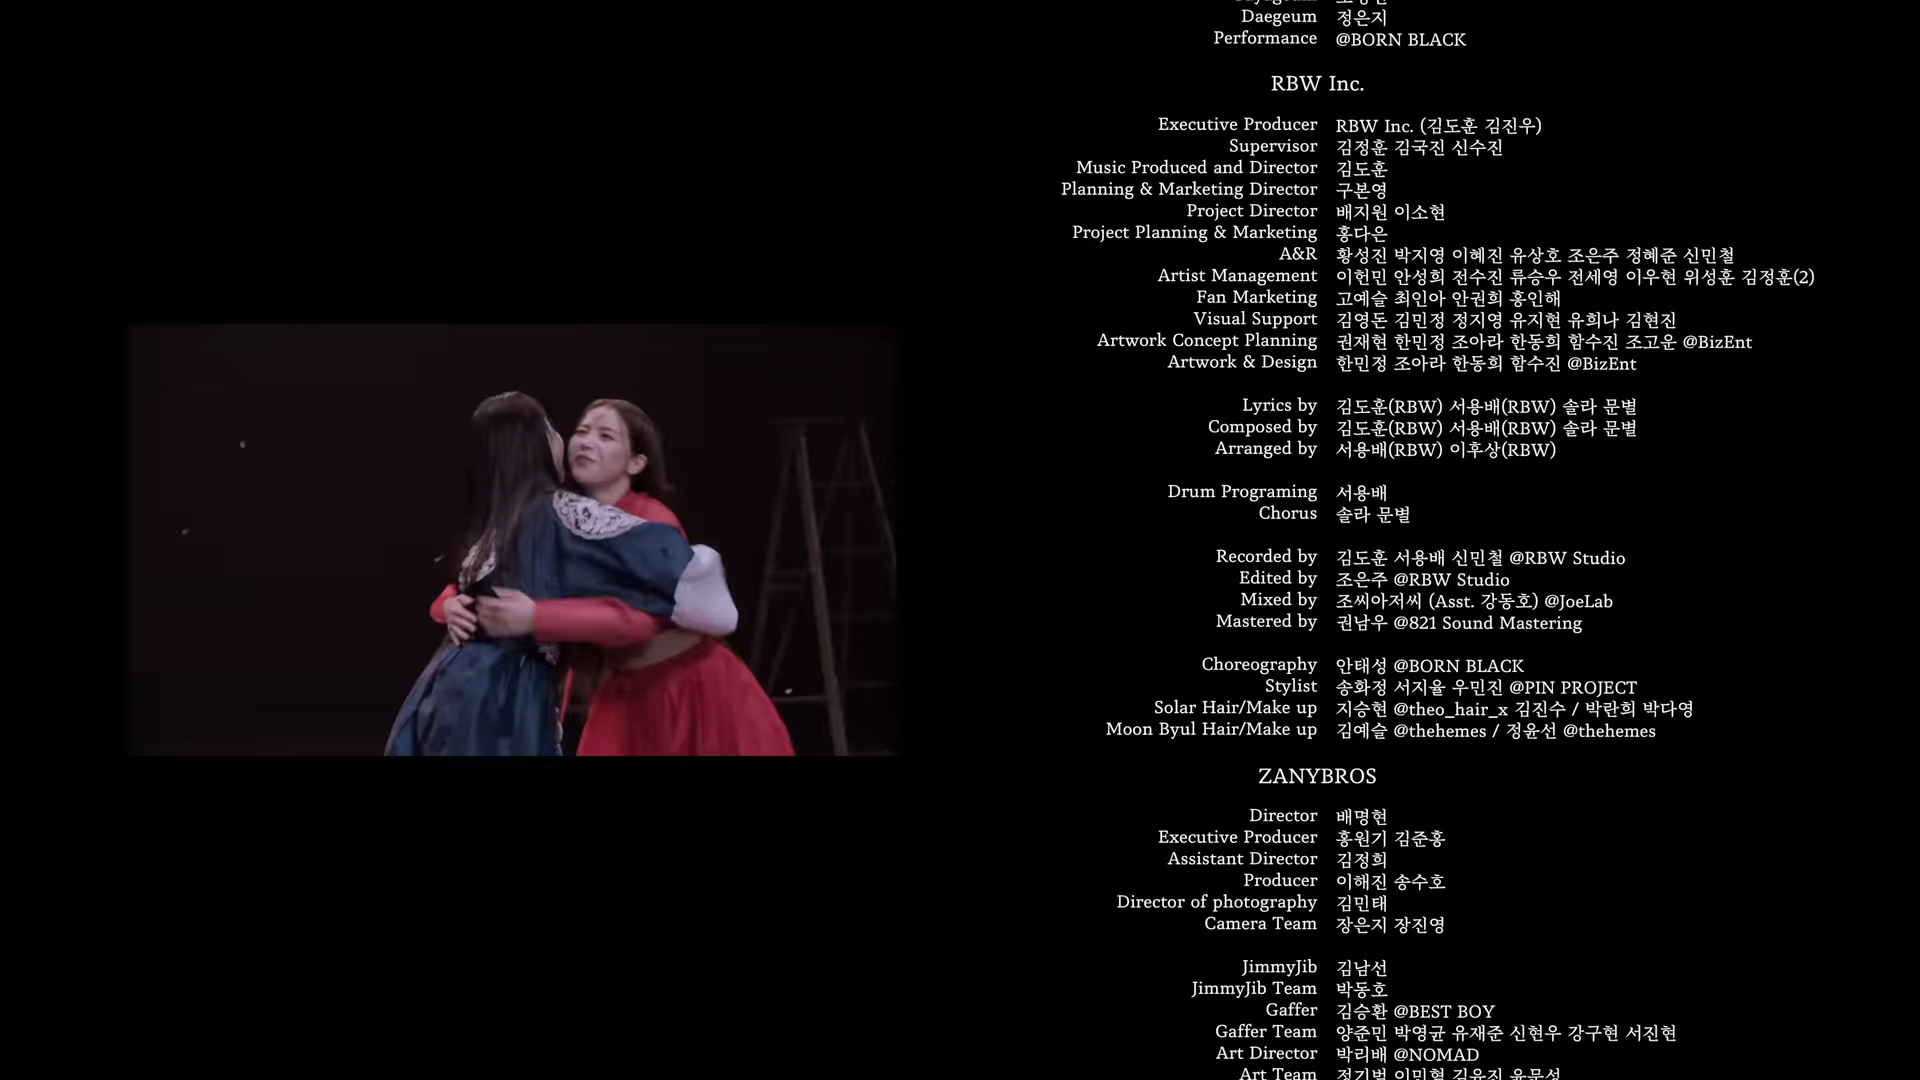 Daegeum 정은지
Performance @BORN BLACK
RBW Inc.
Executive Producer RBW Inc. (김도훈 김진우)
Supervisor 김정훈 김국진 신수진
Music Produced and Director 김도훈
Planning & Marketing Director 구본영
Project Director 배지원 이소현
Project Planning & Marketing 홍다은
A&R 황성진 박지영 이혜진 유상호 조은주 정혜준 신민철
Artist Management 이헌민 안성희 전수진 류승우 전세영 이우현 위성훈 김정훈(2)
Fan Marketing 고예슬 최인아 안권희 홍인해
Visual Support 김영돈 김민정 정지영 유지현 유희나 김현진
Artwork Concept Planning 권재현 한민정 조아라 한동희 함수진 조고운 @BizEnt
Artwork & Design 한민정 조아라 한동희 함수진 @BizEnt
Lyrics by 김도훈(RBW) 서용배(RBW) 솔라 문별
Composed by 김도훈(RBW) 서용배(RBW) 솔라 문별
Arranged by 서용배(RBW) 이후상(RBW)
Drum Programing 서용배
Chorus 솔라 문별
Recorded by 김도훈 서용배 신민철 @RBW Studio
Edited by 조은주 @RBW Studio
Mixed by 조씨아저씨 (Asst. 강동호) @JoeLab
Mastered by 권남우 @821 Sound Mastering
Choreography 안태성 @BORN BLACK
Stylist 송화정 서지율 우민진 @PIN PROJECT
Solar Hair/Make up 지승현 @theo_hair_x 김진수 / 박란희 박다영
Moon Byul Hair/Make up 김예슬 @thehemes / 정윤선 @thehemes
ZANYBROS
Director 배명현
Executive Producer 홍원기 김준홍
Assistant Director 김정희
Producer 이해진 송수호
Director of photography 김민태
Camera Team 장은지 장진영
JimmyJib 김남선
JimmyJib Team 박동호
Gaffer 김승환 @BEST BOY
Gaffer Team 양준민 박영균 유재준 신현우 강구현 서진현
Art Director 박리배 @NOMAD
Art Team